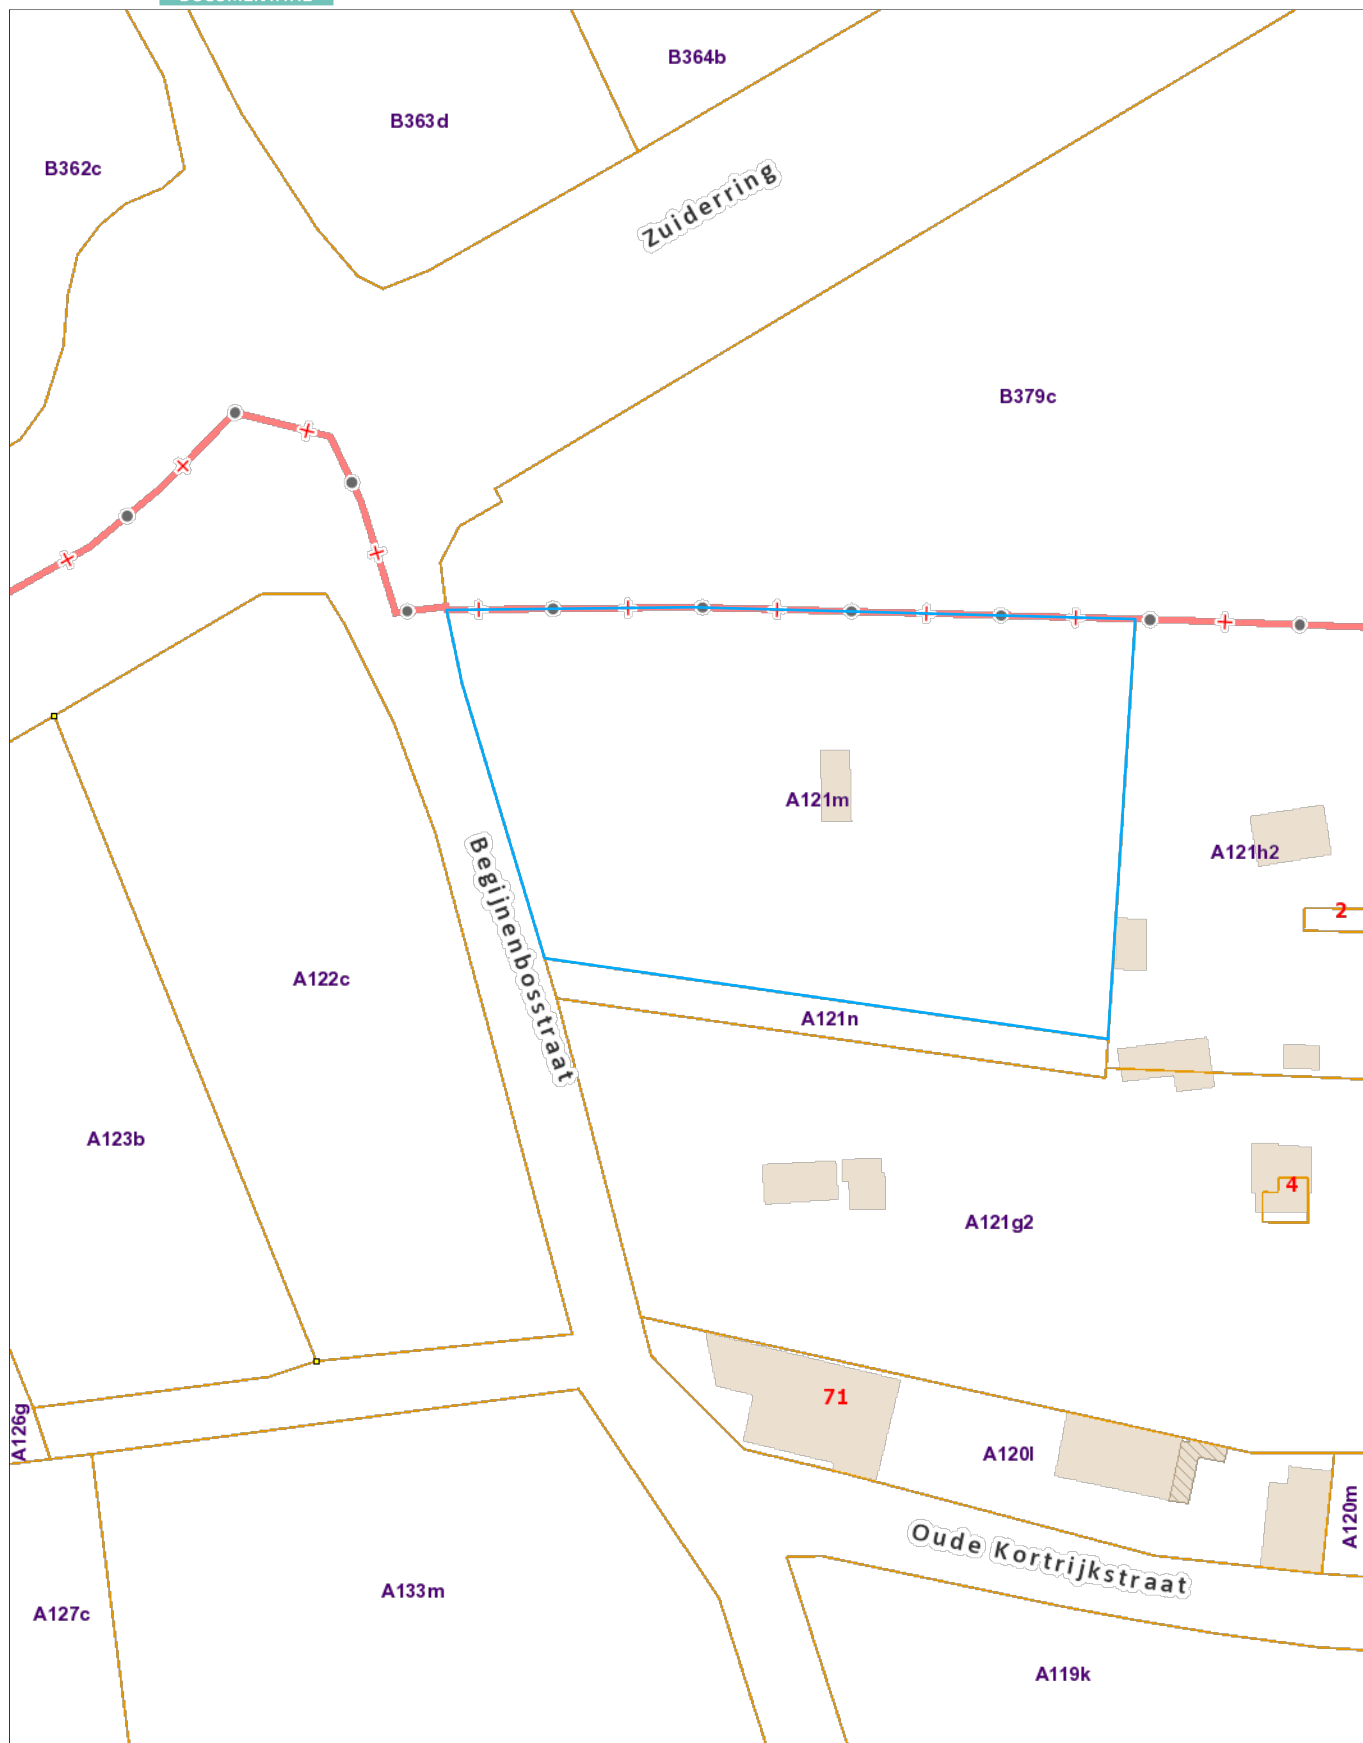 B364b
B363d
B362c
Zuiderring
B379c
A121m
A121h2
2
Begijnenbosstraat
A122c
A121n
A123b
4
A121g2
71
A126g
A120l
A120m
Oude Kortrijkstraat
A133m
A127c
A119k